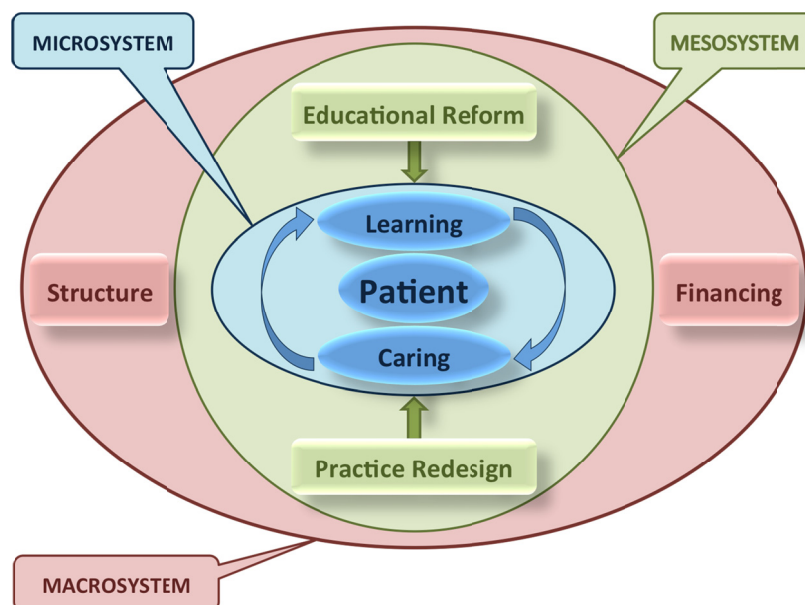 MICROSYSTEM
MESOSYSTEM
Educational Reform
Learning
Structure
Patient
Financing
Caring
Practice Redesign
MACROSYSTEM